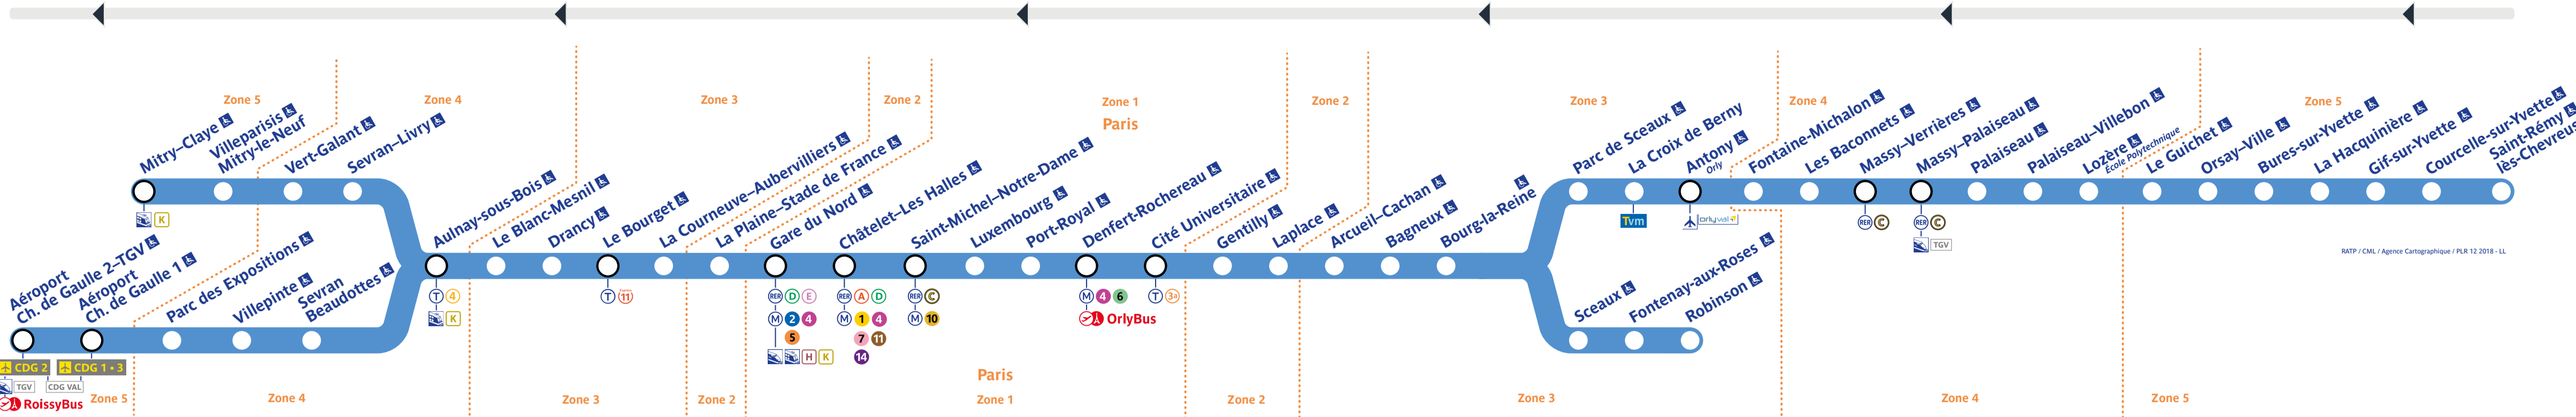 Zone 5
Zone 4
Zone 3
Zone 2
Zone 1
Paris
Zone 2
Zone 3
Zone 4
Zone 5
Mitry–Claye
Villeparisis
Mitry-le-Neuf
Vert-Galant
Sevran–Livry
K
Aéroport
Ch. de Gaulle 2–TGV
Aéroport
Ch. de Gaulle 1
Parc des Expositions
Villepinte
Sevran
Beaudottes
CDG 2
CDG 1 • 3
TGV
CDG VAL
RoissyBus
Aulnay-sous-Bois
T 4
K
Le Blanc-Mesnil
Drancy
Le Bourget
T 11
La Courneuve–Aubervilliers
La Plaine–Stade de France
Gare du Nord
RER D E
M 2 4
5
H K
Châtelet–Les Halles
RER A D
M 1 4
7 11
14
Saint-Michel–Notre-Dame
RER C
M 10
Luxembourg
Port-Royal
Denfert-Rochereau
M 4 6
OrlyBus
Cité Universitaire
T 3a
Gentilly
Laplace
Arcueil–Cachan
Bagneux
Bourg-la-Reine
Parc de Sceaux
La Croix de Berny
Tvm
Antony
Orly
orlyval
Fontaine-Michalon
Les Baconnets
Massy–Verrières
RER C
Massy–Palaiseau
RER C
TGV
Palaiseau
Palaiseau–Villebon
Lozère
École Polytechnique
Le Guichet
Orsay–Ville
Bures-sur-Yvette
La Hacquinière
Gif-sur-Yvette
Courcelle-sur-Yvette
Saint-Rémy
lès-Chevreus
Sceaux
Fontenay-aux-Roses
Robinson
RATP / CML / Agence Cartographique / PLR 12 2018 - LL
Zone 5
Zone 4
Zone 3
Zone 2
Paris
Zone 1
Zone 2
Zone 3
Zone 4
Zone 5